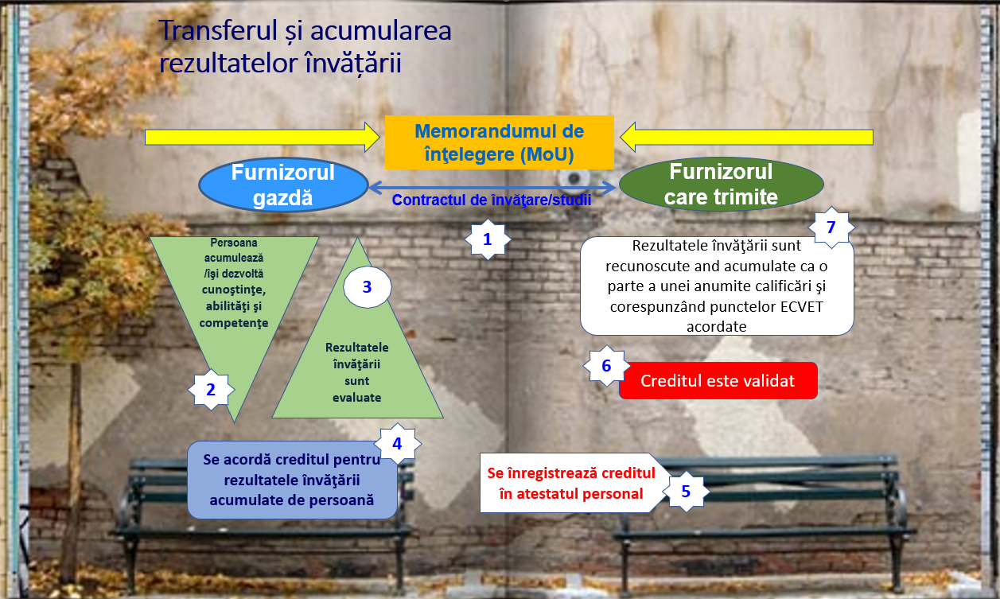 Transferul și acumularea
rezultatelor învățării
Memorandumul de
înţelegere (MoU)
Furnizorul
gazdă
Contractul de învăţare/studii
Furnizorul
care trimite
1
Persoana
acumulează
/îşi dezvoltă
cunoştinţe,
abilităţi şi
competenţe
2
3
Rezultatele
învăţării
sunt
evaluate
4
Se acordă creditul pentru
rezultatele învăţării
acumulate de persoană
Se înregistrează creditul
în atestatul personal
5
6
Creditul este validat
7
Rezultatele învăţării sunt
recunoscute and acumulate ca o
parte a unei anumite calificări şi
corespunzând punctelor ECVET
acordate